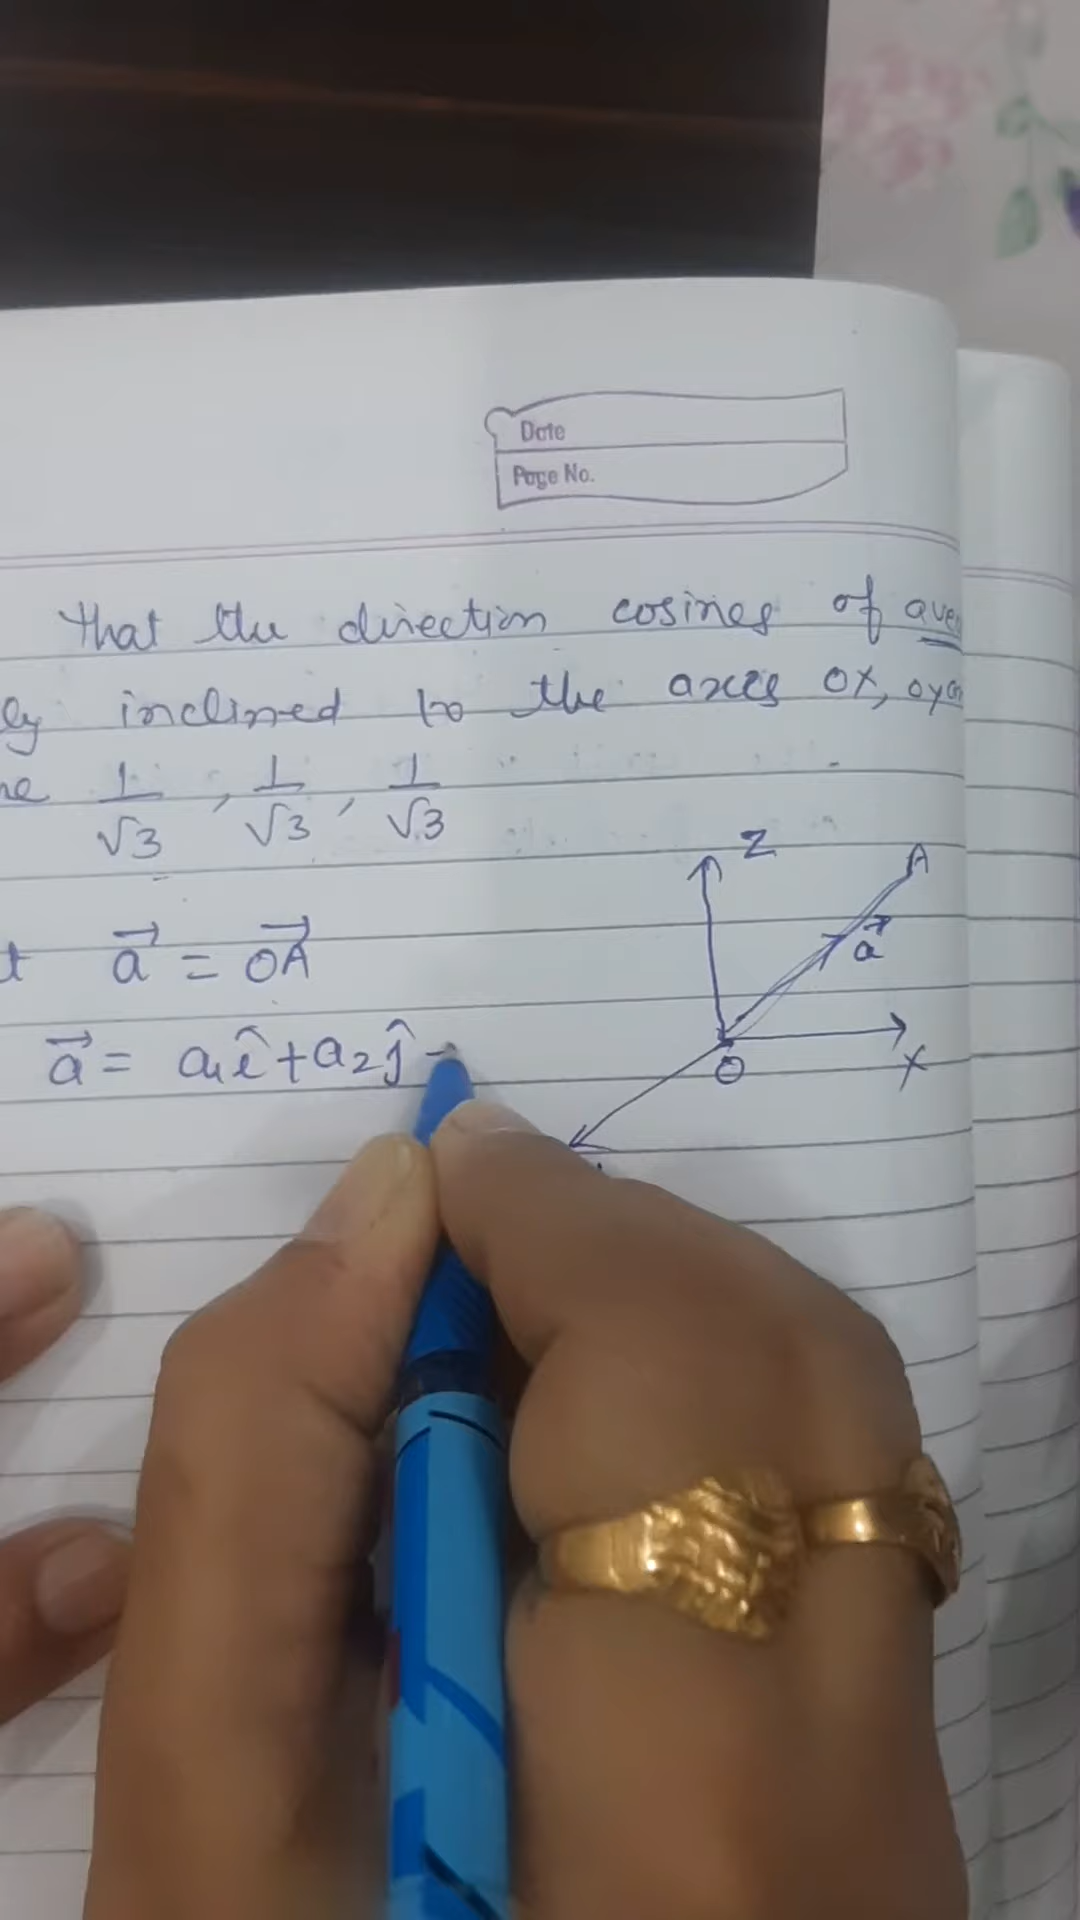 Date
Page No.
that the direction cosines of
ly inclined to the axes OX, OY
1/√3, 1/√3, 1/√3
Z
A
a⃗ = OA⃗
a⃗
a⃗ = a₁î + a₂ĵ
O
X